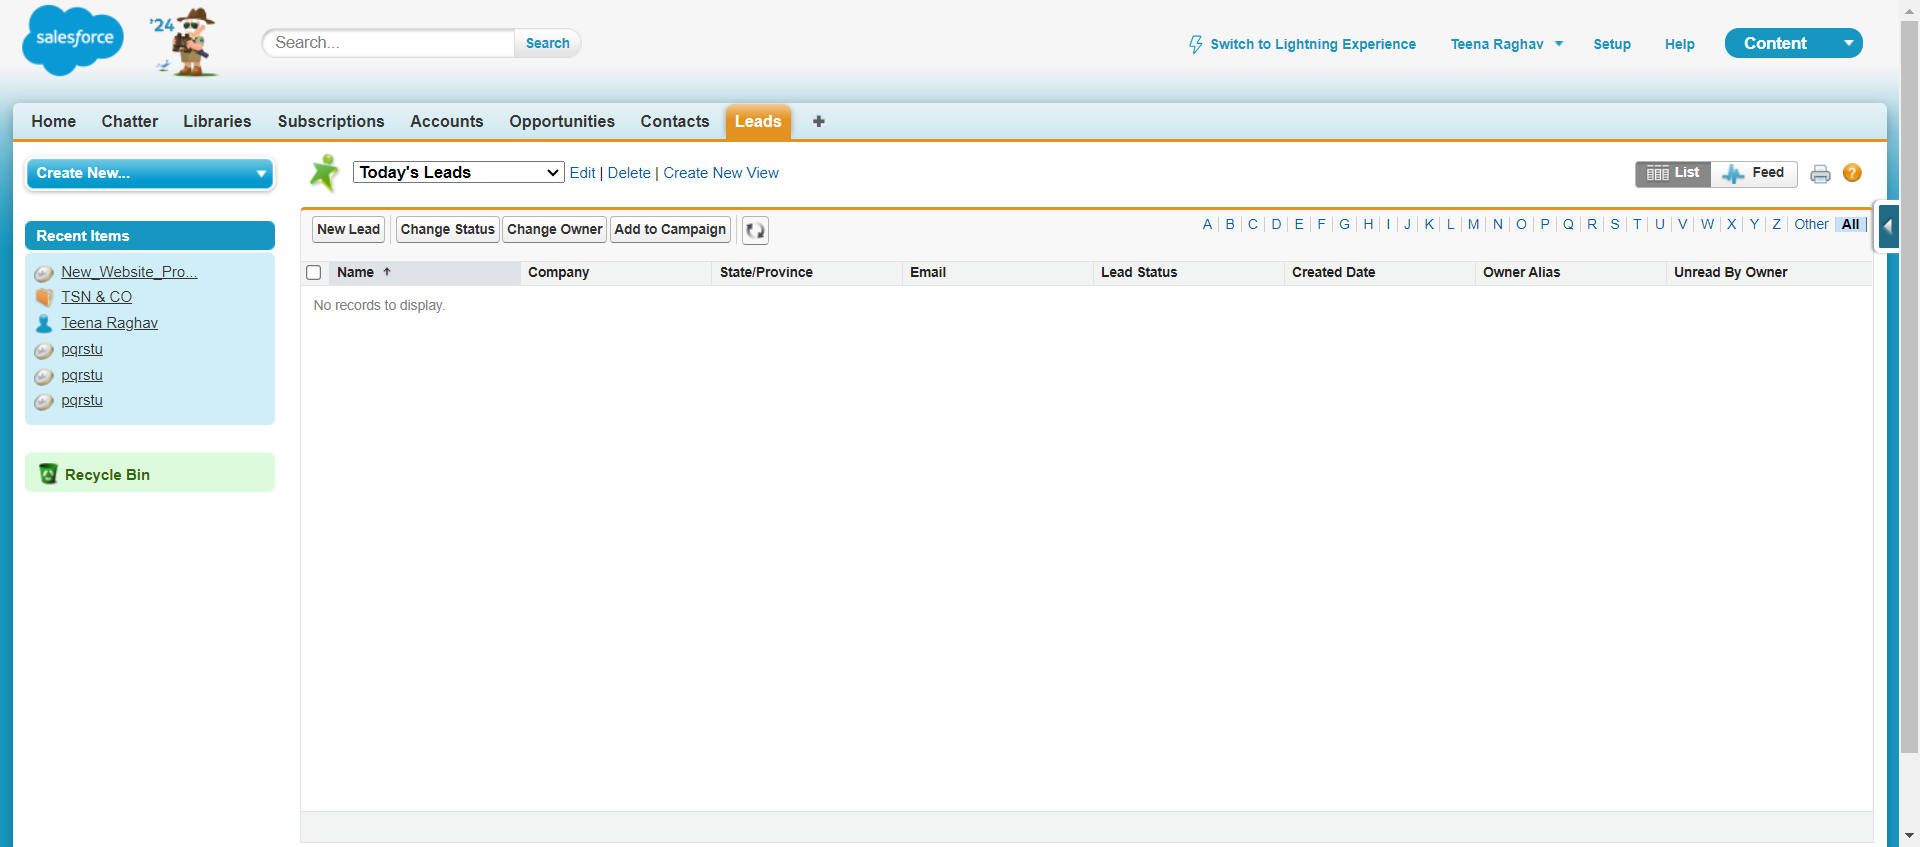 salesforce
'24
Search...
Search
Switch to Lightning Experience
Teena Raghav
Setup
Help
Content
Home
Chatter
Libraries
Subscriptions
Accounts
Opportunities
Contacts
Leads
+
Create New...
Today's Leads
Edit | Delete | Create New View
List
Feed
?
Recent Items
New_Website_Pro...
TSN & CO
Teena Raghav
pqrstu
pqrstu
pqrstu
Recycle Bin
New Lead
Change Status
Change Owner
Add to Campaign
A | B | C | D | E | F | G | H | I | J | K | L | M | N | O | P | Q | R | S | T | U | V | W | X | Y | Z | Other | All
Name
Company
State/Province
Email
Lead Status
Created Date
Owner Alias
Unread By Owner
No records to display.